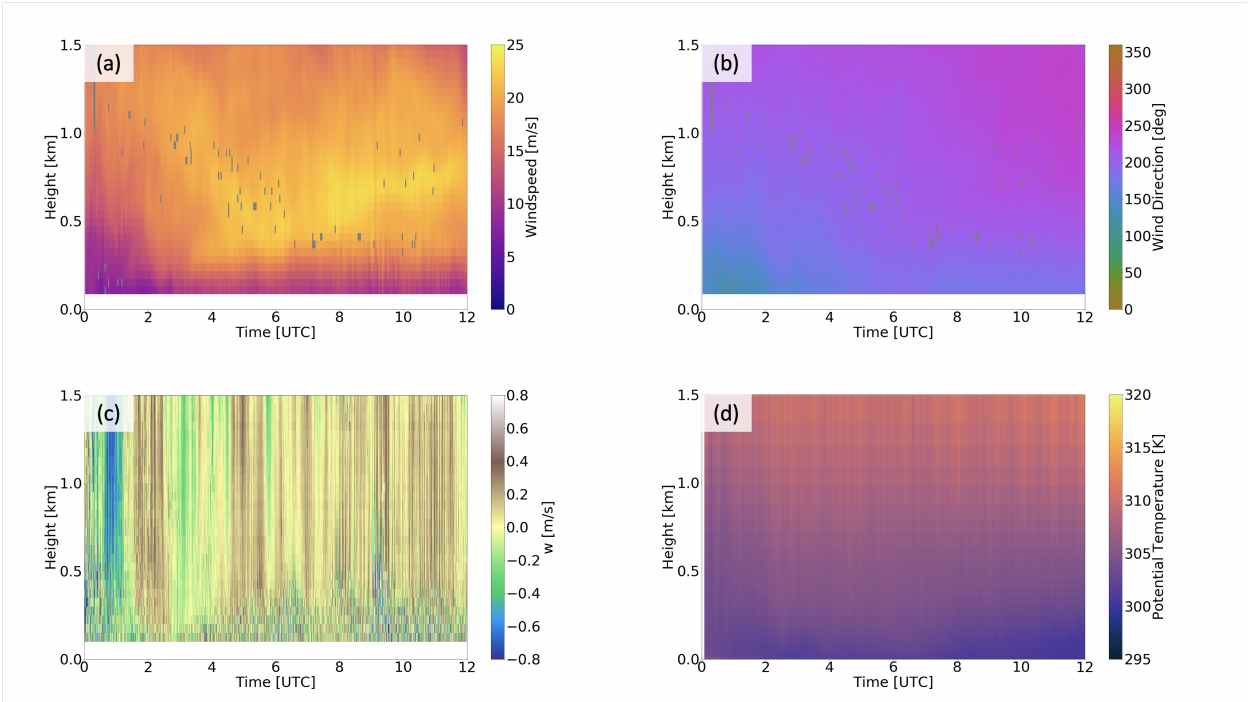 (a)
1.5
1.0
0.5
0.0
Height [km]
0 2 4 6 8 10 12
Time [UTC]
25
20
15
10
5
0
Windspeed [m/s]
(b)
1.5
1.0
0.5
0.0
Height [km]
0 2 4 6 8 10 12
Time [UTC]
350
300
250
200
150
100
50
0
Wind Direction [deg]
(c)
1.5
1.0
0.5
0.0
Height [km]
0 2 4 6 8 10 12
Time [UTC]
0.8
0.6
0.4
0.2
0.0
−0.2
−0.4
−0.6
−0.8
w [m/s]
(d)
1.5
1.0
0.5
0.0
Height [km]
0 2 4 6 8 10 12
Time [UTC]
320
315
310
305
300
295
Potential Temperature [K]